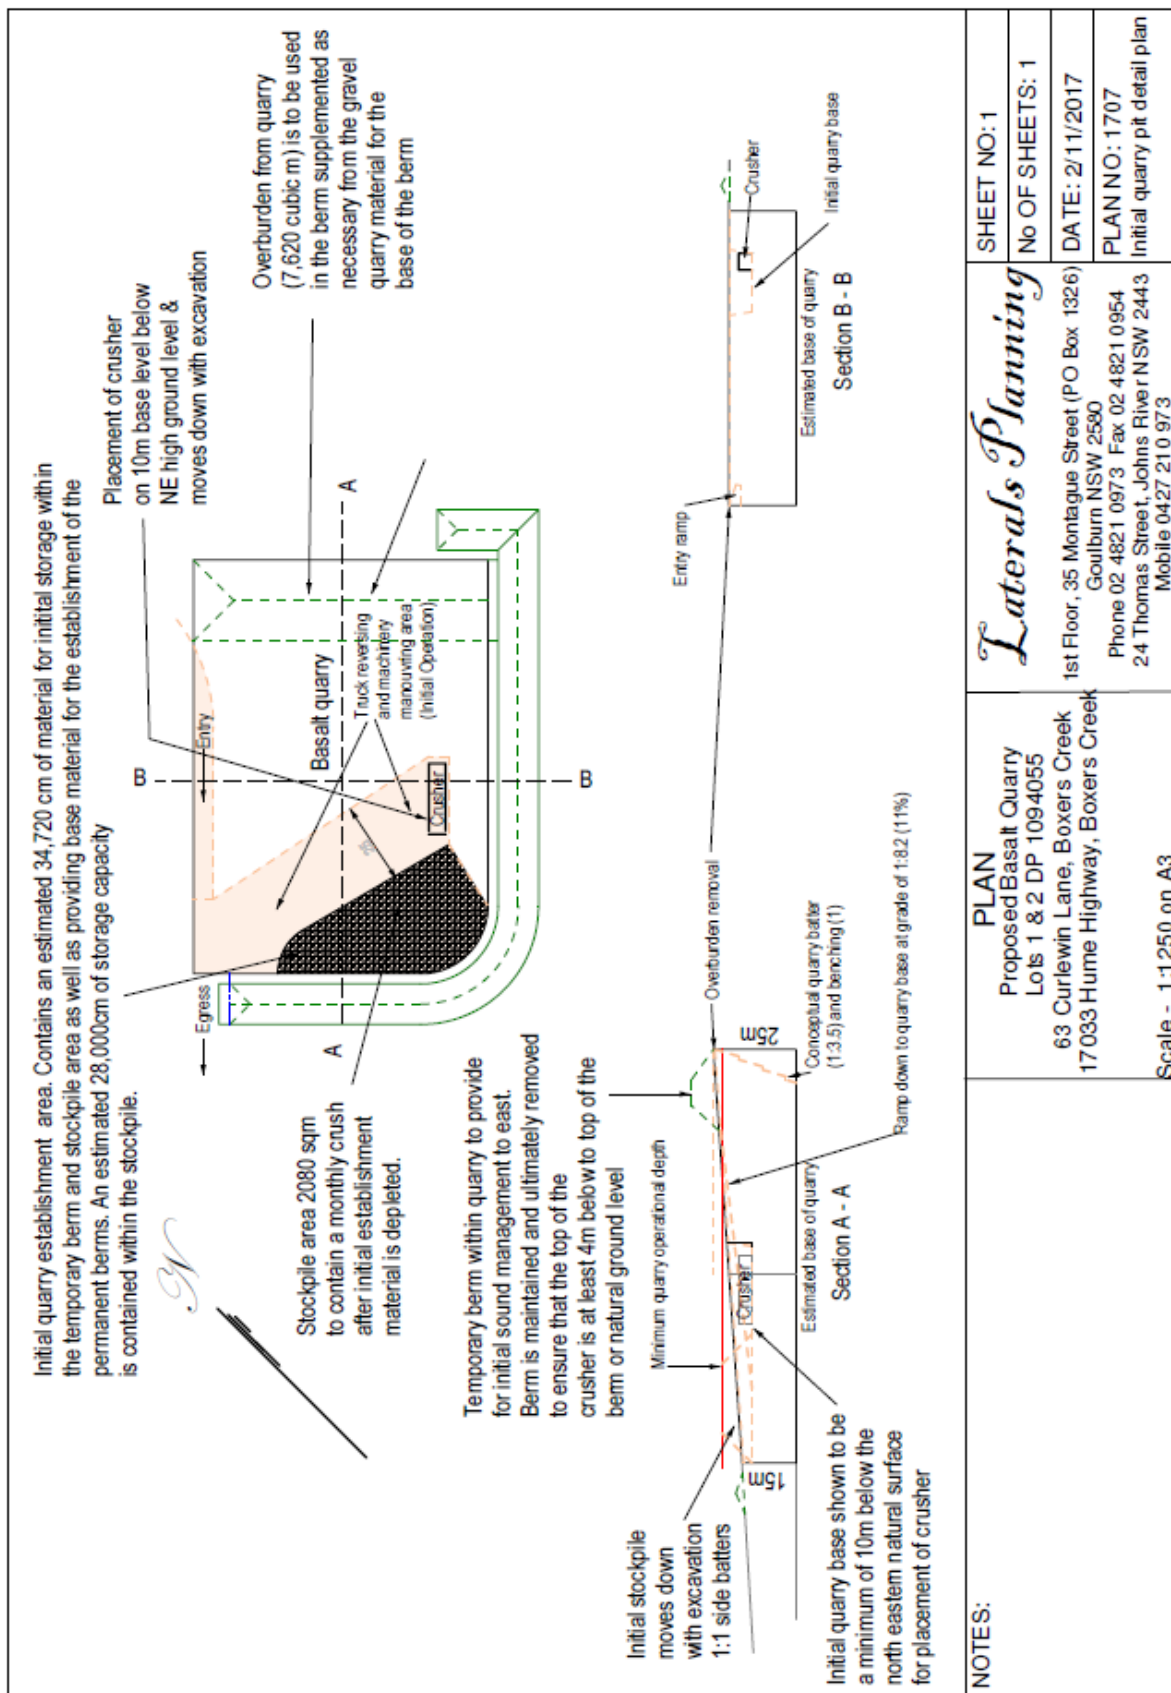 Initial quarry establishment area. Contains an estimated 34,720 cm of material for initital storage within
the temporary berm and stockpile area as well as providing base material for the establishment of the
permanent berms. An estimated 28,000cm of storage capacity
is contained within the stockpile.
Placement of crusher
on 10m base level below
NE high ground level &
moves down with excavation
Overburden from quarry
(7,620 cubic m) is to be used
in the berm supplemented as
necessary from the gravel
quarry material for the
base of the berm
N
Egress
Entry
B
B
A
A
Basalt quarry
Truck reversing
and machinery
manouvring area
(Initial Operation)
Crusher
Stockpile area 2080 sqm
to contain a monthly crush
after initial establishment
material is depleted.
Temporary berm within quarry to provide
for initial sound management to east.
Berm is maintained and ultimately removed
to ensure that the top of the
crusher is at least 4m below to top of the
berm or natural ground level
Initial stockpile
moves down
with excavation
1:1 side batters
Minimum quarry operational depth
Overburden removal
15m
25m
Crusher
Conceptual quarry batter
(1:3.5) and benching (1)
Estimated base of quarry
Section A - A
Ramp down to quarry base at grade of 1:8.2 (11%)
Initial quarry base shown to be
a minimum of 10m below the
north eastern natural surface
for placement of crusher
Entry ramp
Crusher
Initial quarry base
Estimated base of quarry
Section B - B
NOTES:
PLAN
Proposed Basalt Quarry
Lots 1 & 2 DP 1094055
63 Curlewin Lane, Boxers Creek
17033 Hume Highway, Boxers Creek
Scale - 1:1250 on A3
Laterals Planning
1st Floor, 35 Montague Street (PO Box 1326)
Goulburn NSW 2580
Phone 02 4821 0973 Fax 02 4821 0954
24 Thomas Street, Johns River NSW 2443
Mobile 0427 210 973
SHEET NO: 1
No OF SHEETS: 1
DATE: 2/11/2017
PLAN NO: 1707
Initial quarry pit detail plan